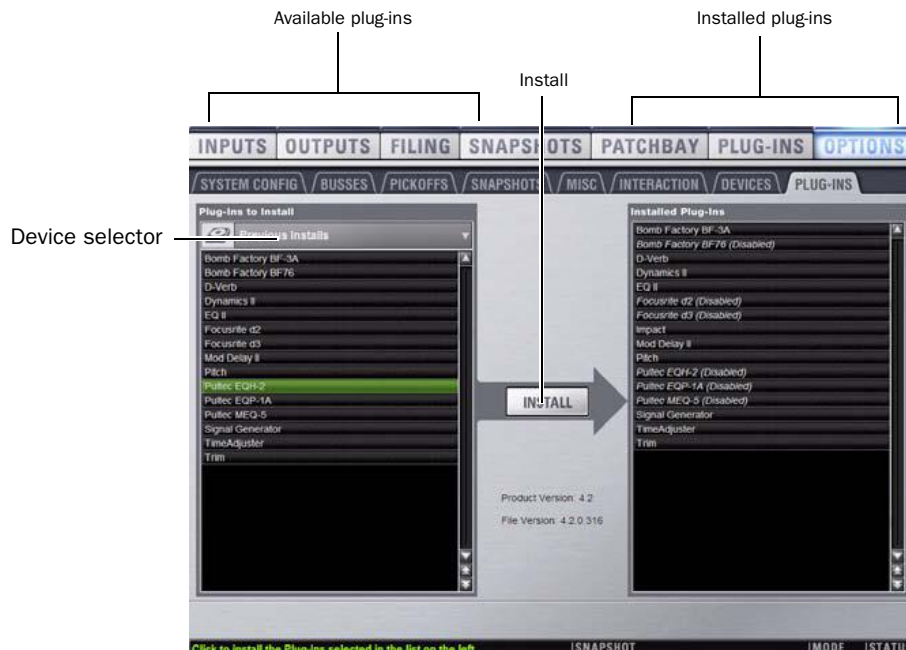 Available plug-ins
Installed plug-ins
Install
INPUTS OUTPUTS FILING SNAPSHOTS PATCHBAY PLUG-INS OPTIONS
SYSTEM CONFIG BUSSES PICKOFFS SNAPSHOTS MISC INTERACTION DEVICES PLUG-INS
Device selector
Plug-Ins to Install
Previous Installs
Bomb Factory BF-3A
Bomb Factory BF76
D-Verb
Dynamics II
EQ II
Focusrite d2
Focusrite d3
Mod Delay II
Pitch
Pultec EQH-2
Pultec EQP-1A
Pultec MEQ-5
Signal Generator
TimeAdjuster
Trim
INSTALL
Product Version: 4.2
File Version: 4.2.0.316
Installed Plug-Ins
Bomb Factory BF-3A
Bomb Factory BF76 (Disabled)
D-Verb
Dynamics II
EQ II
Focusrite d2 (Disabled)
Focusrite d3 (Disabled)
Impact
Mod Delay II
Pitch
Pultec EQH-2 (Disabled)
Pultec EQP-1A (Disabled)
Pultec MEQ-5 (Disabled)
Signal Generator
TimeAdjuster
Trim
Click to install the Plug-Ins selected in the list on the left
SNAPSHOT
MODE
STATUS